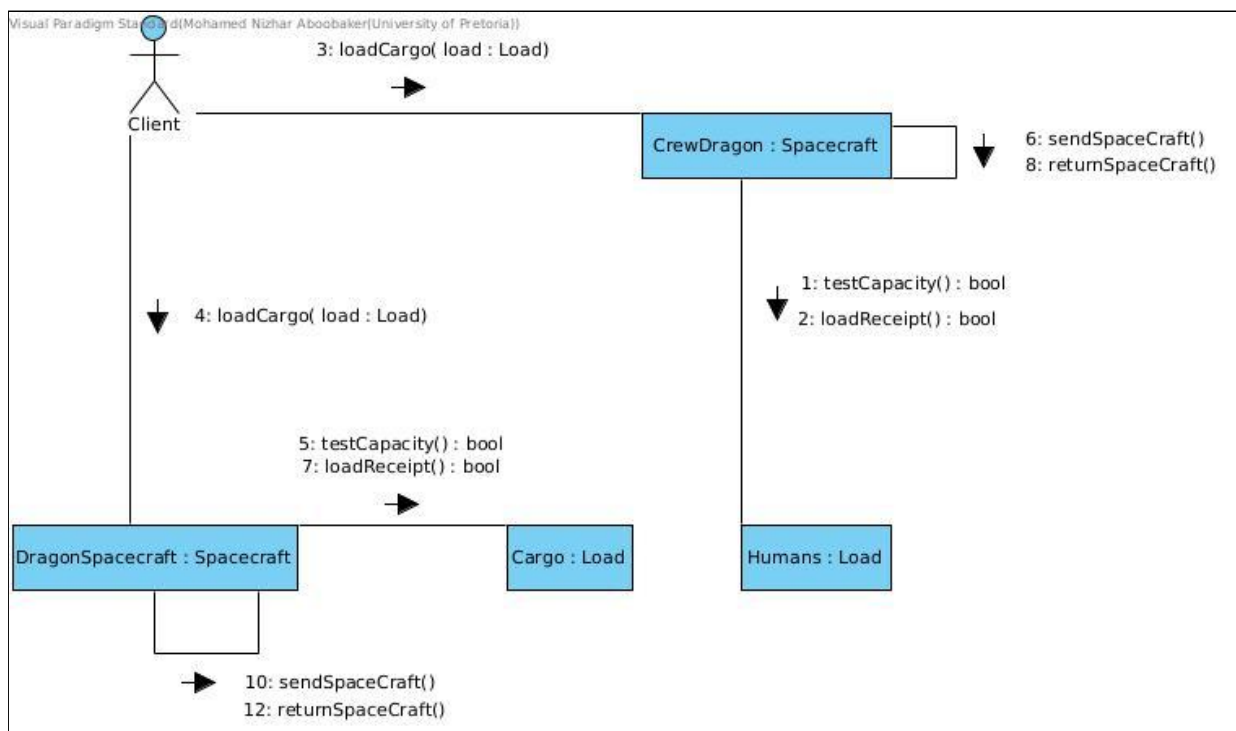 Visual Paradigm Standard(Mohamed Nizhar Aboobaker(University of Pretoria))
3: loadCargo( load : Load)
Client
CrewDragon : Spacecraft
6: sendSpaceCraft()
8: returnSpaceCraft()
1: testCapacity() : bool
2: loadReceipt() : bool
4: loadCargo( load : Load)
5: testCapacity() : bool
7: loadReceipt() : bool
DragonSpacecraft : Spacecraft
Cargo : Load
Humans : Load
10: sendSpaceCraft()
12: returnSpaceCraft()